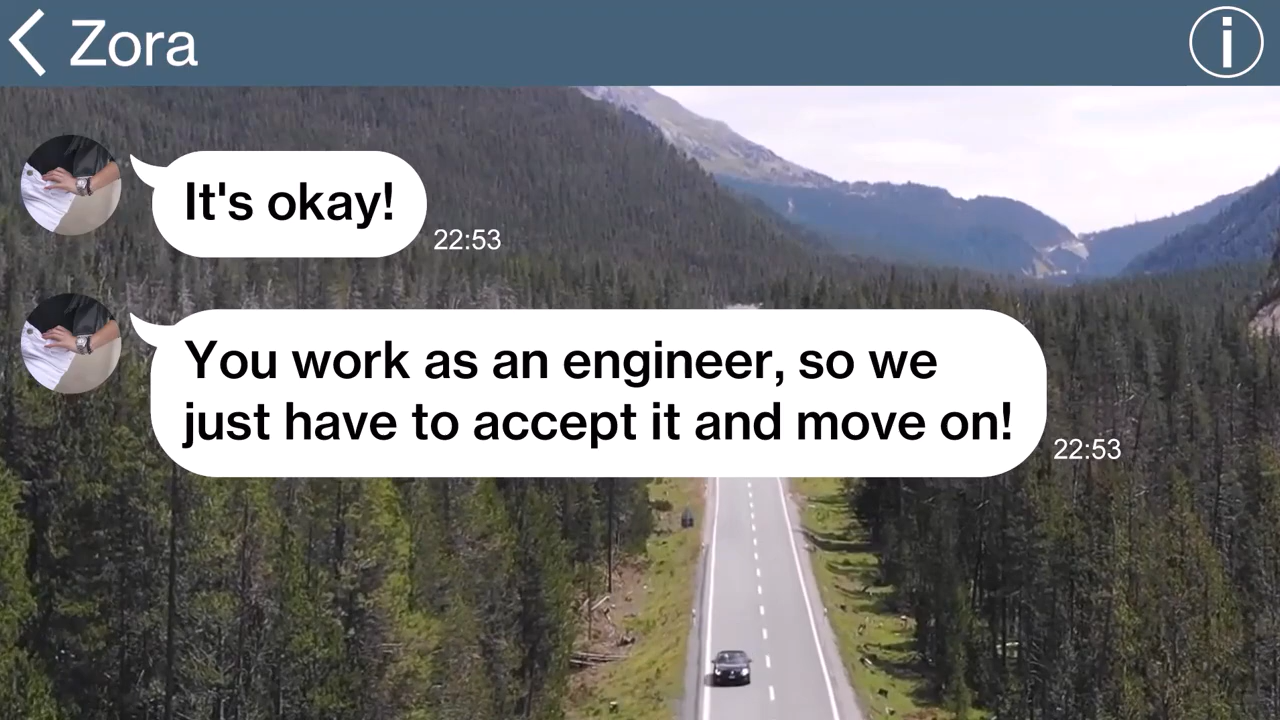 Zora
It's okay!
22:53
You work as an engineer, so we
just have to accept it and move on!
22:53